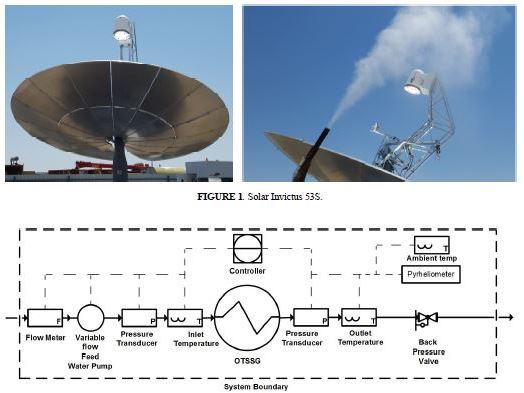 FIGURE 1. Solar Invictus 53S.
Controller
T
Ambient temp
Pyrheliometer
F
P
T
P
T
Flow Meter
Variable
flow
Feed
Water Pump
Pressure
Transducer
Inlet
Temperature
OTSSG
Pressure
Transducer
Outlet
Temperature
Back
Pressure
Valve
System Boundary